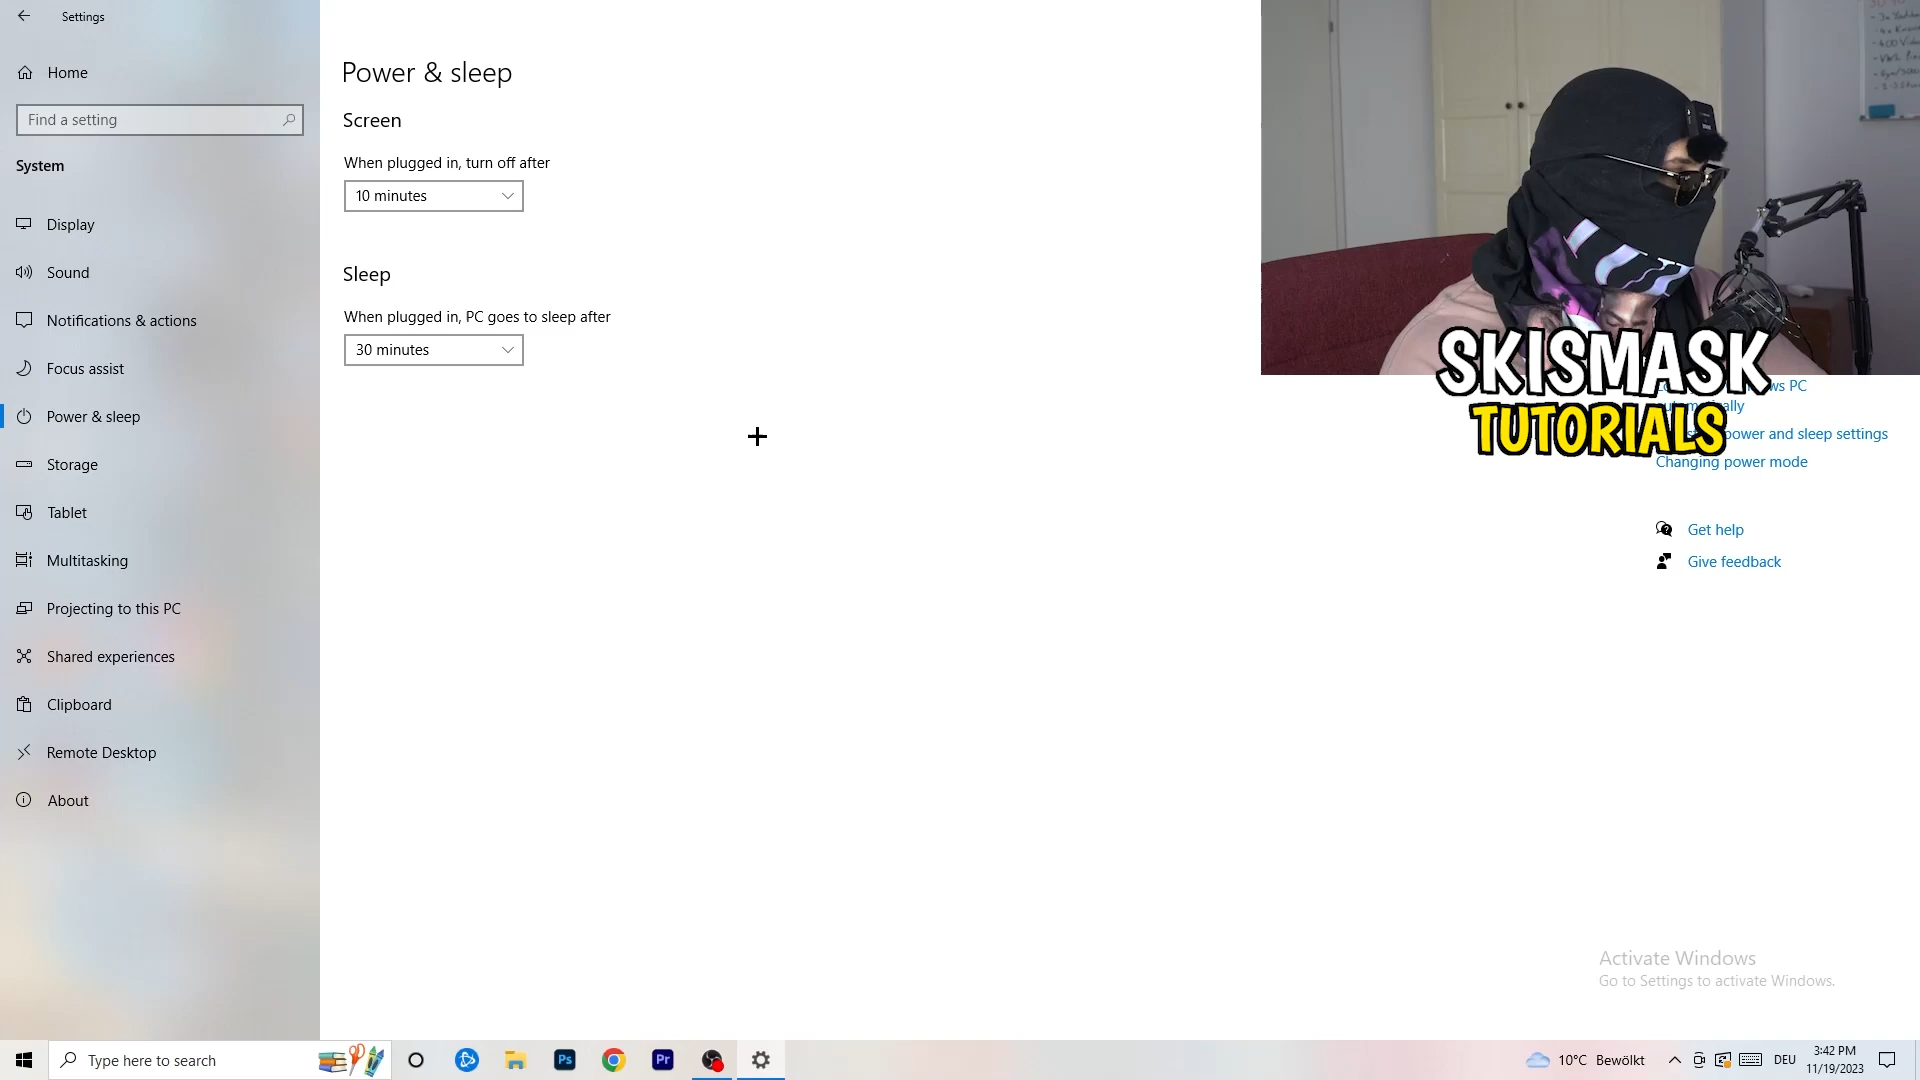 Settings
Home
Find a setting
System
Display
Sound
Notifications & actions
Focus assist
Power & sleep
Storage
Tablet
Multitasking
Projecting to this PC
Shared experiences
Clipboard
Remote Desktop
About
Power & sleep
Screen
When plugged in, turn off after
10 minutes
Sleep
When plugged in, PC goes to sleep after
30 minutes
SKISMASK
TUTORIALS
PC
power and sleep settings
Changing power mode
Get help
Give feedback
Activate Windows
Go to Settings to activate Windows.
Type here to search
Ps
Pr
10°C Bewölkt
DEU
3:42 PM
11/19/2023